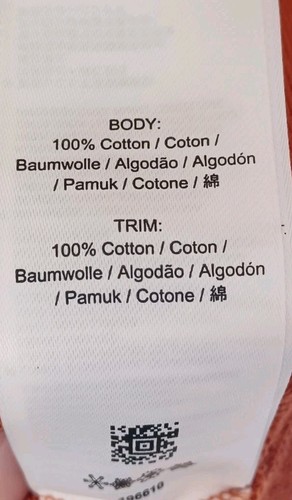 BODY:
100% Cotton / Coton /
Baumwolle / Algodão / Algodón
/ Pamuk / Cotone / 綿
TRIM:
100% Cotton / Coton /
Baumwolle / Algodão / Algodón
/ Pamuk / Cotone / 綿